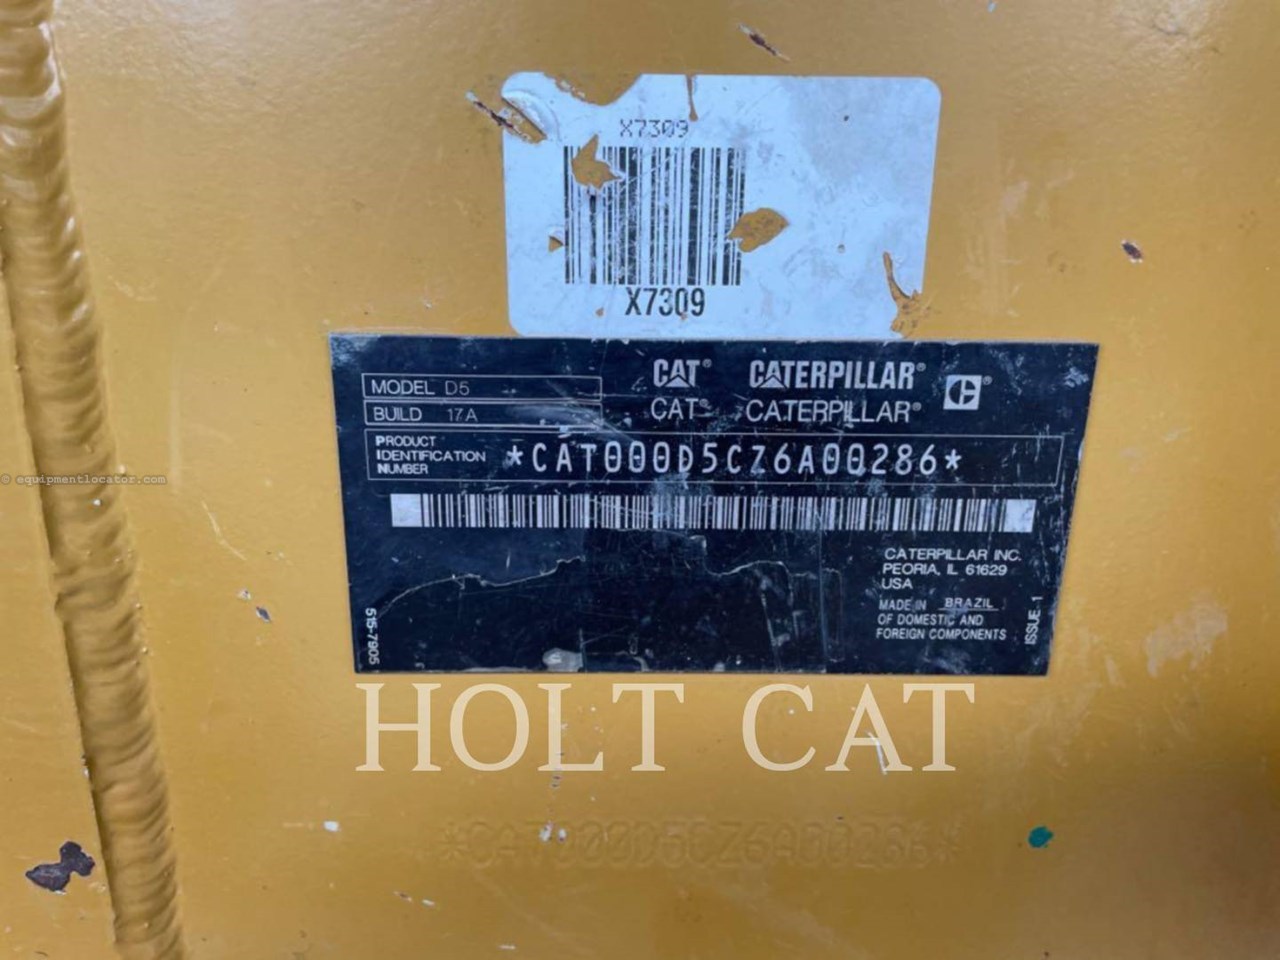 X7309
X7309
CAT® CATERPILLAR®
CAT® CATERPILLAR®
MODEL D5
BUILD 17A
PRODUCT
IDENTIFICATION
NUMBER
*CAT000D5CZ6A00286*
CATERPILLAR INC.
PEORIA, IL 61629
USA
MADE IN BRAZIL
OF DOMESTIC AND
FOREIGN COMPONENTS
ISSUE-1
515-7905
© equipmentlocator.com
HOLT CAT
*CAT000D5CZ6A00286*